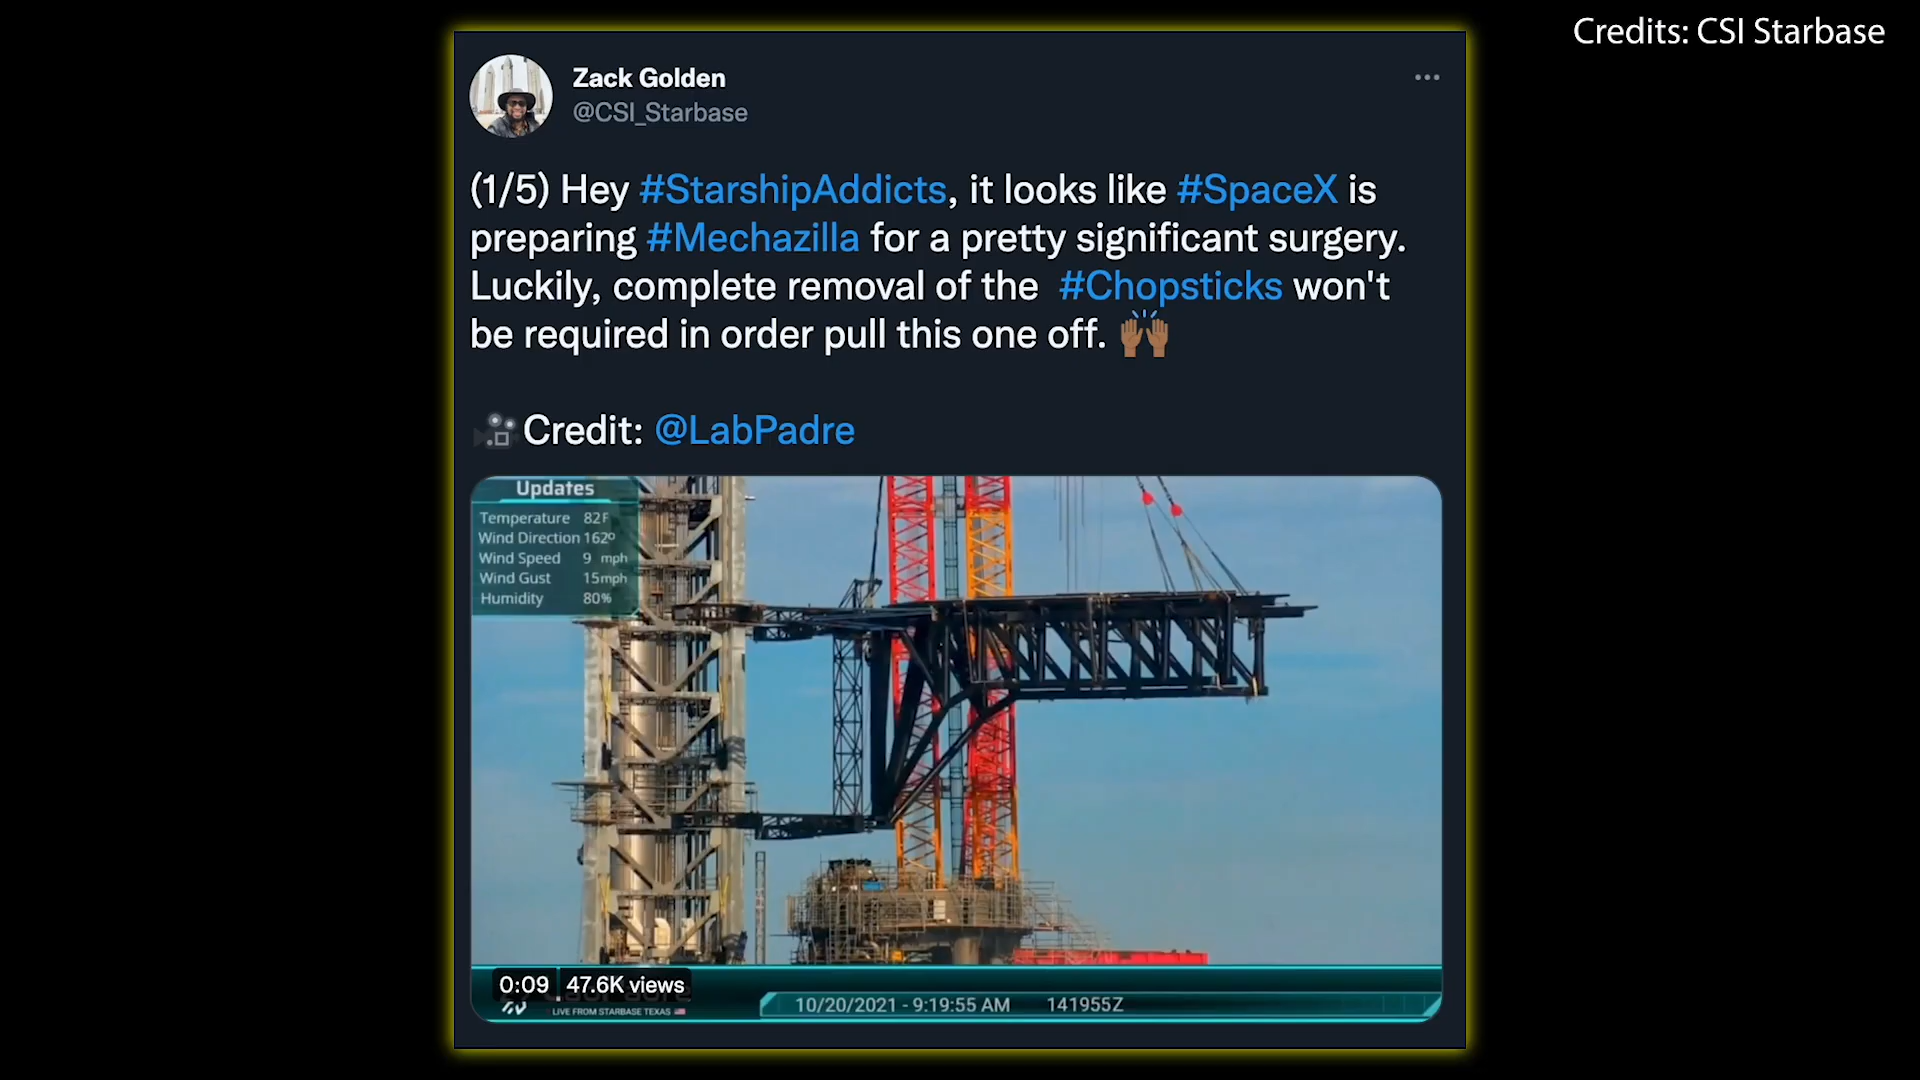 Credits: CSI Starbase
Zack Golden
@CSI_Starbase
(1/5) Hey #StarshipAddicts, it looks like #SpaceX is
preparing #Mechazilla for a pretty significant surgery.
Luckily, complete removal of the #Chopsticks won't
be required in order pull this one off. 🙌🏾
🎥Credit: @LabPadre
Updates
Temperature 82F
Wind Direction 162º
Wind Speed 9 mph
Wind Gust 15mph
Humidity 80%
0:09 47.6K views
LIVE FROM STARBASE TEXAS
10/20/2021 - 9:19:55 AM 141955Z